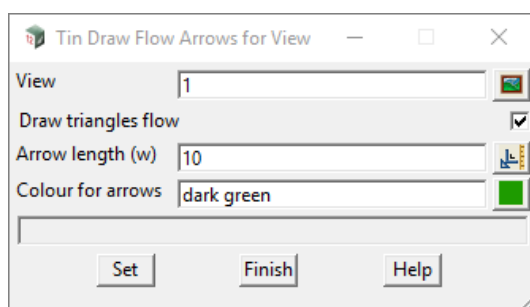 Tin Draw Flow Arrows for View
View 1
Draw triangles flow
Arrow length (w) 10
Colour for arrows dark green
Set Finish Help